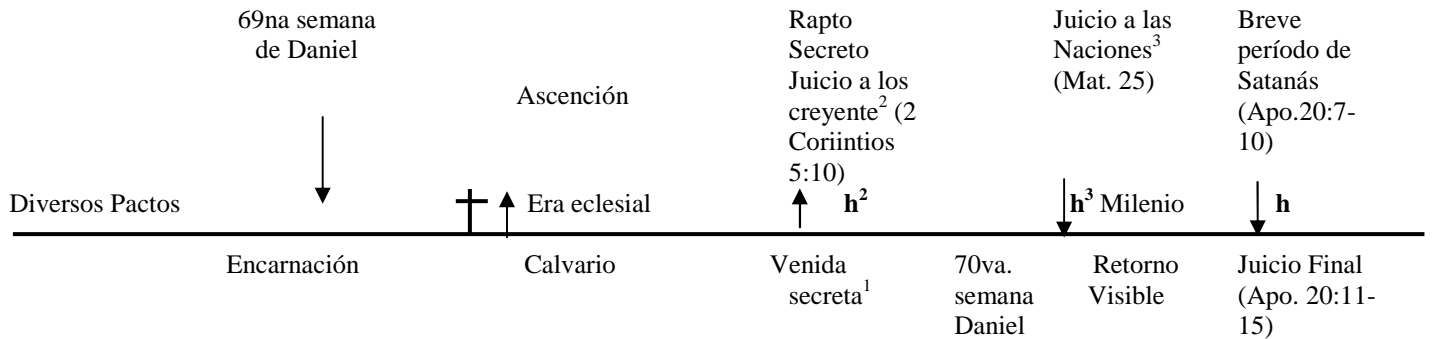 69na semana
de Daniel
Ascención
Rapto
Secreto
Juicio a los
creyente² (2
Coriintios
5:10)
Juicio a las
Naciones³
(Mat. 25)
Breve
período de
Satanás
(Apo.20:7-
10)
Diversos Pactos
Era eclesial
h²
h³ Milenio
h
Encarnación
Calvario
Venida
secreta¹
70va.
semana
Daniel
Retorno
Visible
Juicio Final
(Apo. 20:11-
15)